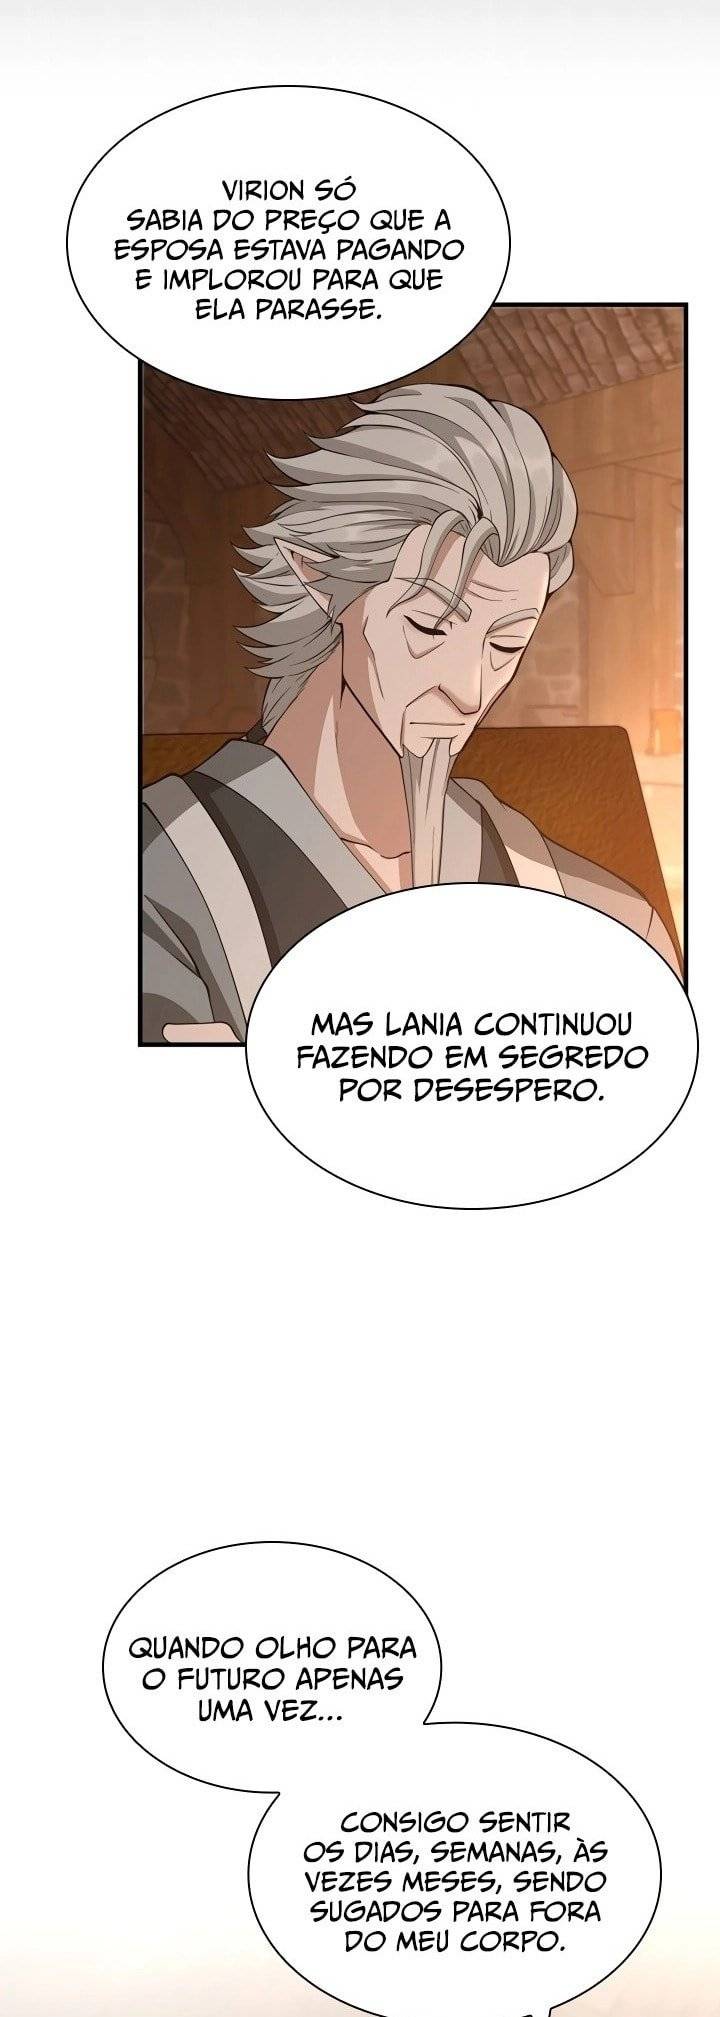 VIRION SÓ
SABIA DO PREÇO QUE A
ESPOSA ESTAVA PAGANDO
E IMPLOROU PARA QUE
ELA PARASSE.
MAS LANIA CONTINUOU
FAZENDO EM SEGREDO
POR DESESPERO.
QUANDO OLHO PARA
O FUTURO APENAS
UMA VEZ...
CONSIGO SENTIR
OS DIAS, SEMANAS, ÀS
VEZES MESES, SENDO
SUGADOS PARA FORA
DO MEU CORPO.